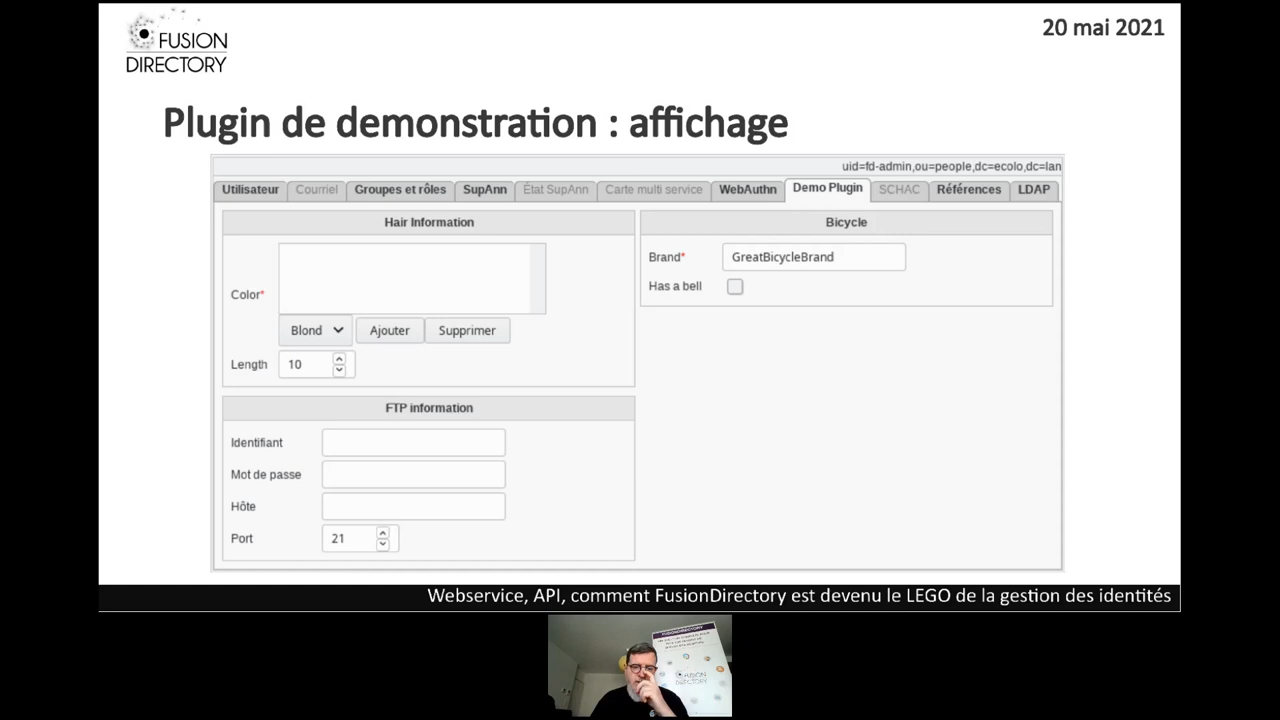 FUSION
DIRECTORY
20 mai 2021
Plugin de demonstration : affichage
uid=fd-admin,ou=people,dc=ecolo,dc=lan
Utilisateur Courriel Groupes et rôles SupAnn État SupAnn Carte multi service WebAuthn Demo Plugin SCHAC Références LDAP
Hair Information
Color*
Blond Ajouter Supprimer
Length 10
Bicycle
Brand* GreatBicycleBrand
Has a bell
FTP information
Identifiant
Mot de passe
Hôte
Port 21
Webservice, API, comment FusionDirectory est devenu le LEGO de la gestion des identités
FUSION
DIRECTORY